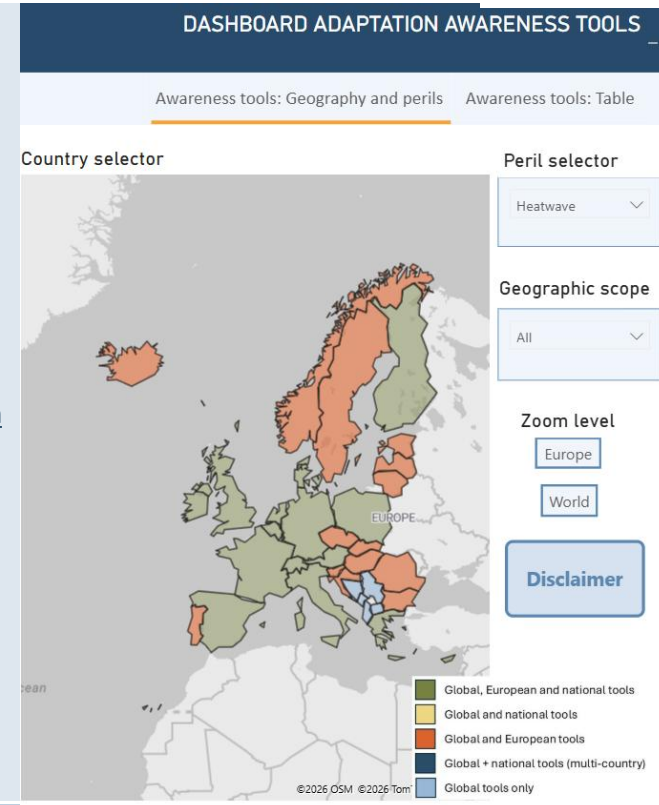 DASHBOARD ADAPTATION AWARENESS TOOLS
Awareness tools: Geography and perils
Awareness tools: Table
Country selector
Peril selector
Heatwave
Geographic scope
All
Zoom level
Europe
World
Disclaimer
EUROPE
Global, European and national tools
Global and national tools
Global and European tools
Global + national tools (multi-country)
Global tools only
©2026 OSM ©2026 Tom